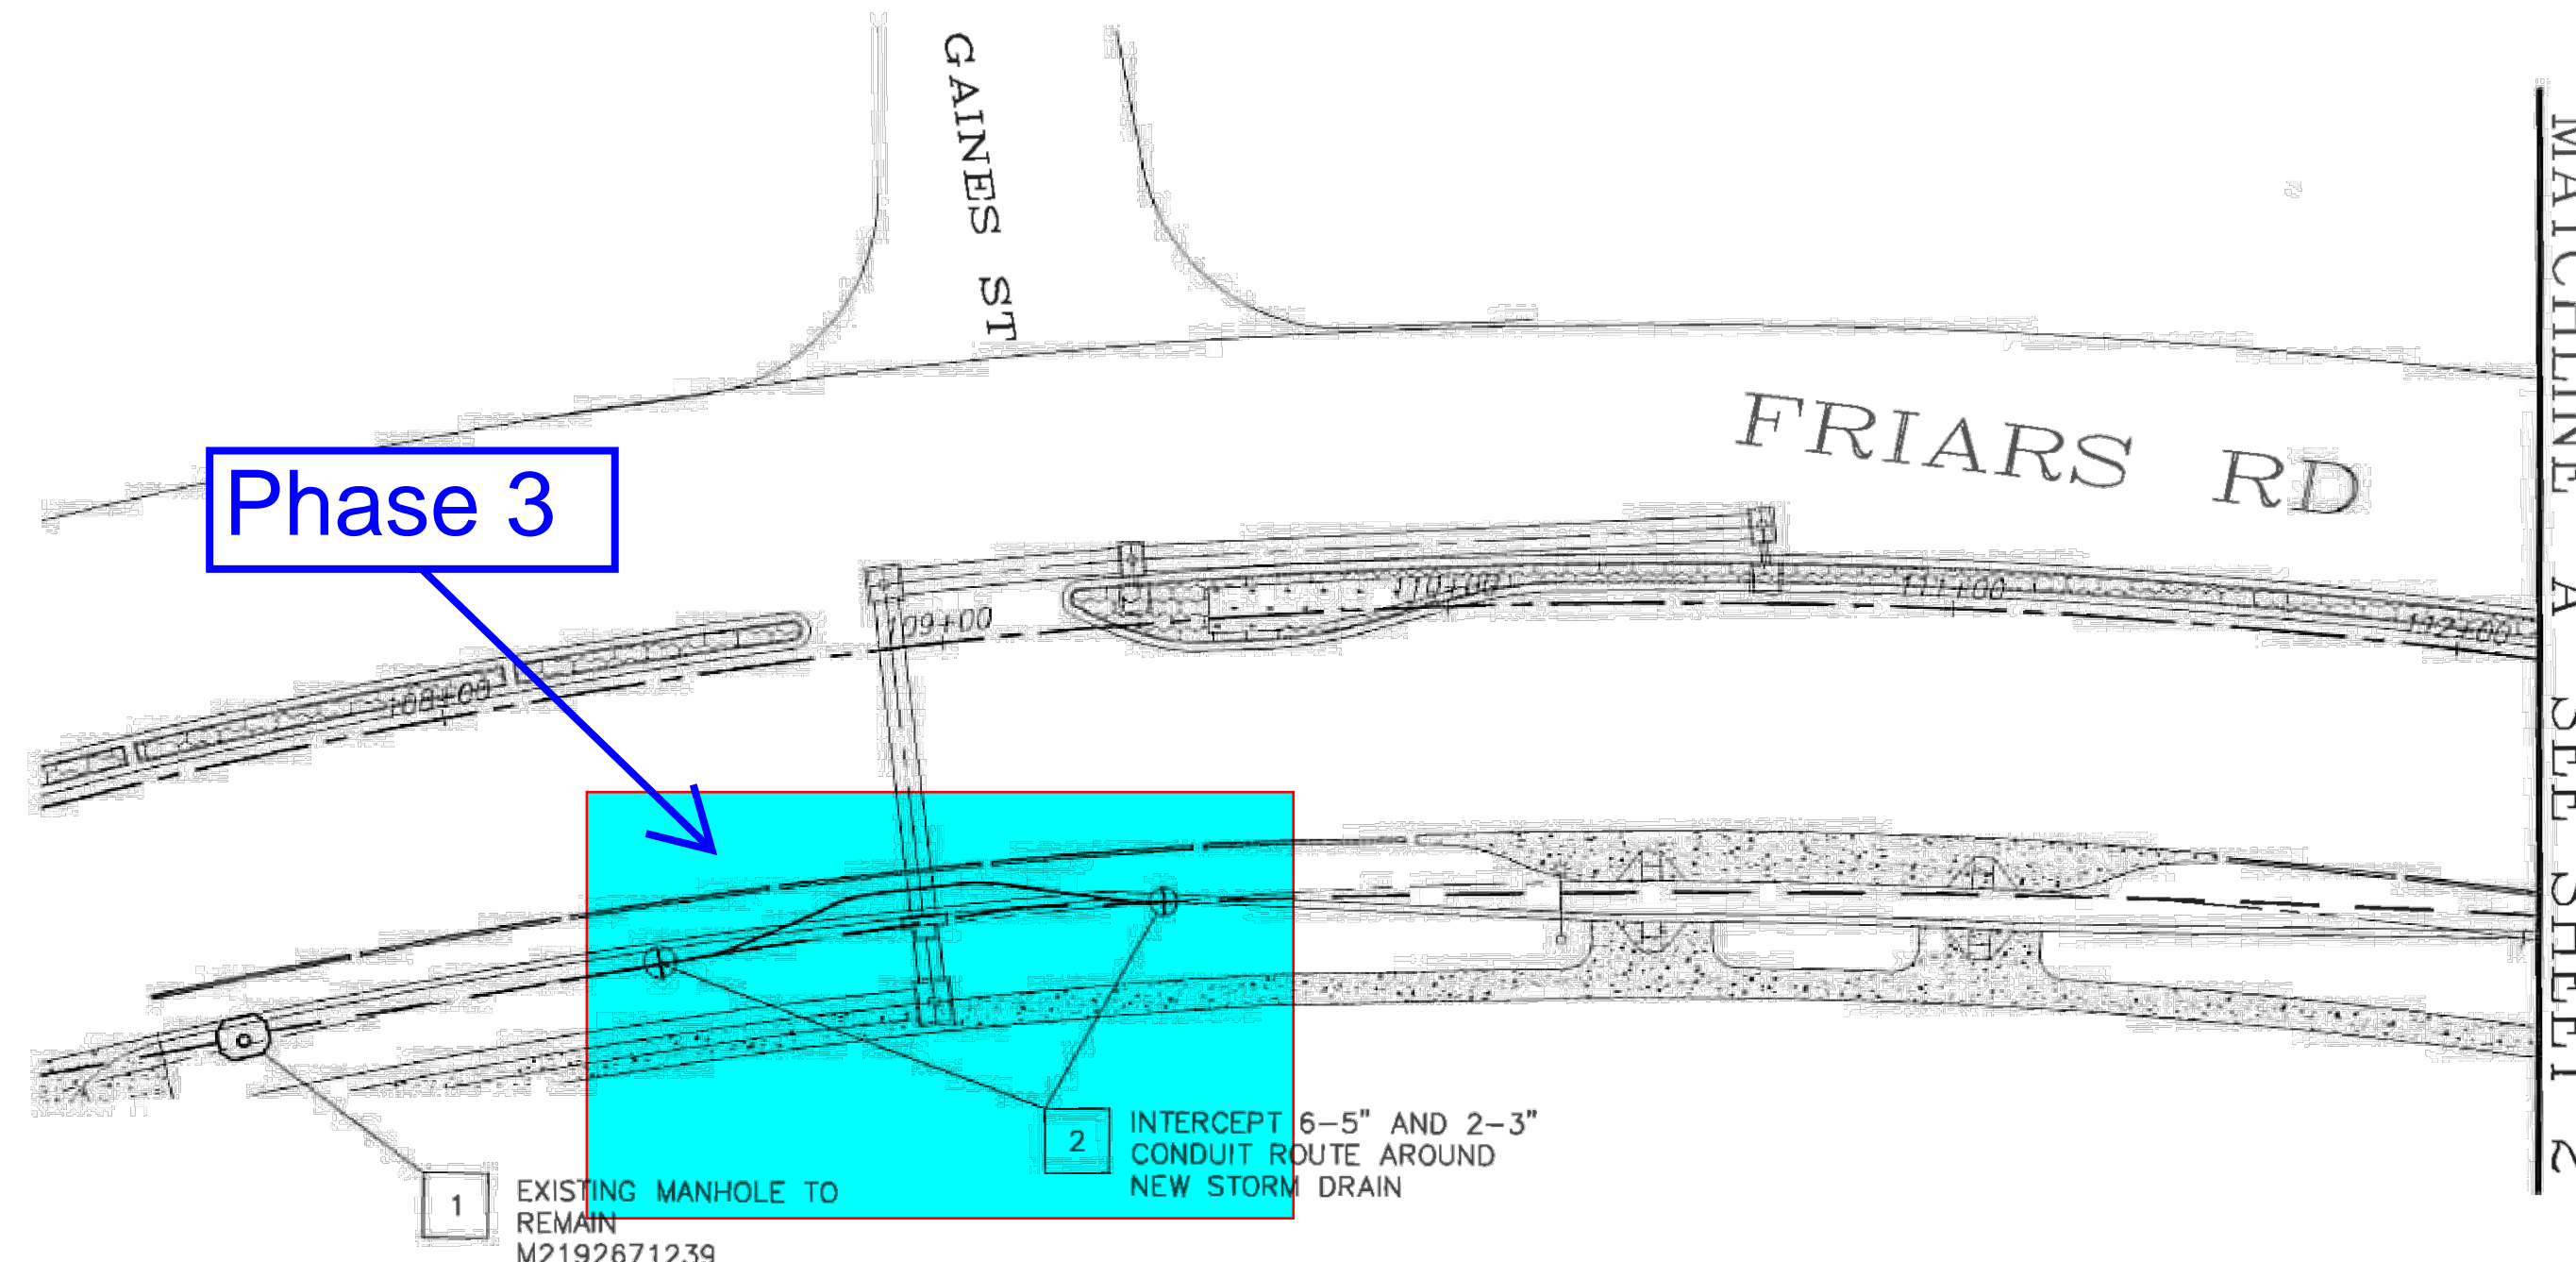 GAINES ST
FRIARS RD
MATCHLINE A SEE SHEET 2
Phase 3
108+00
109+00
110+00
111+00
112+00
2
INTERCEPT 6-5" AND 2-3"
CONDUIT ROUTE AROUND
NEW STORM DRAIN
1
EXISTING MANHOLE TO
REMAIN
M2192671239